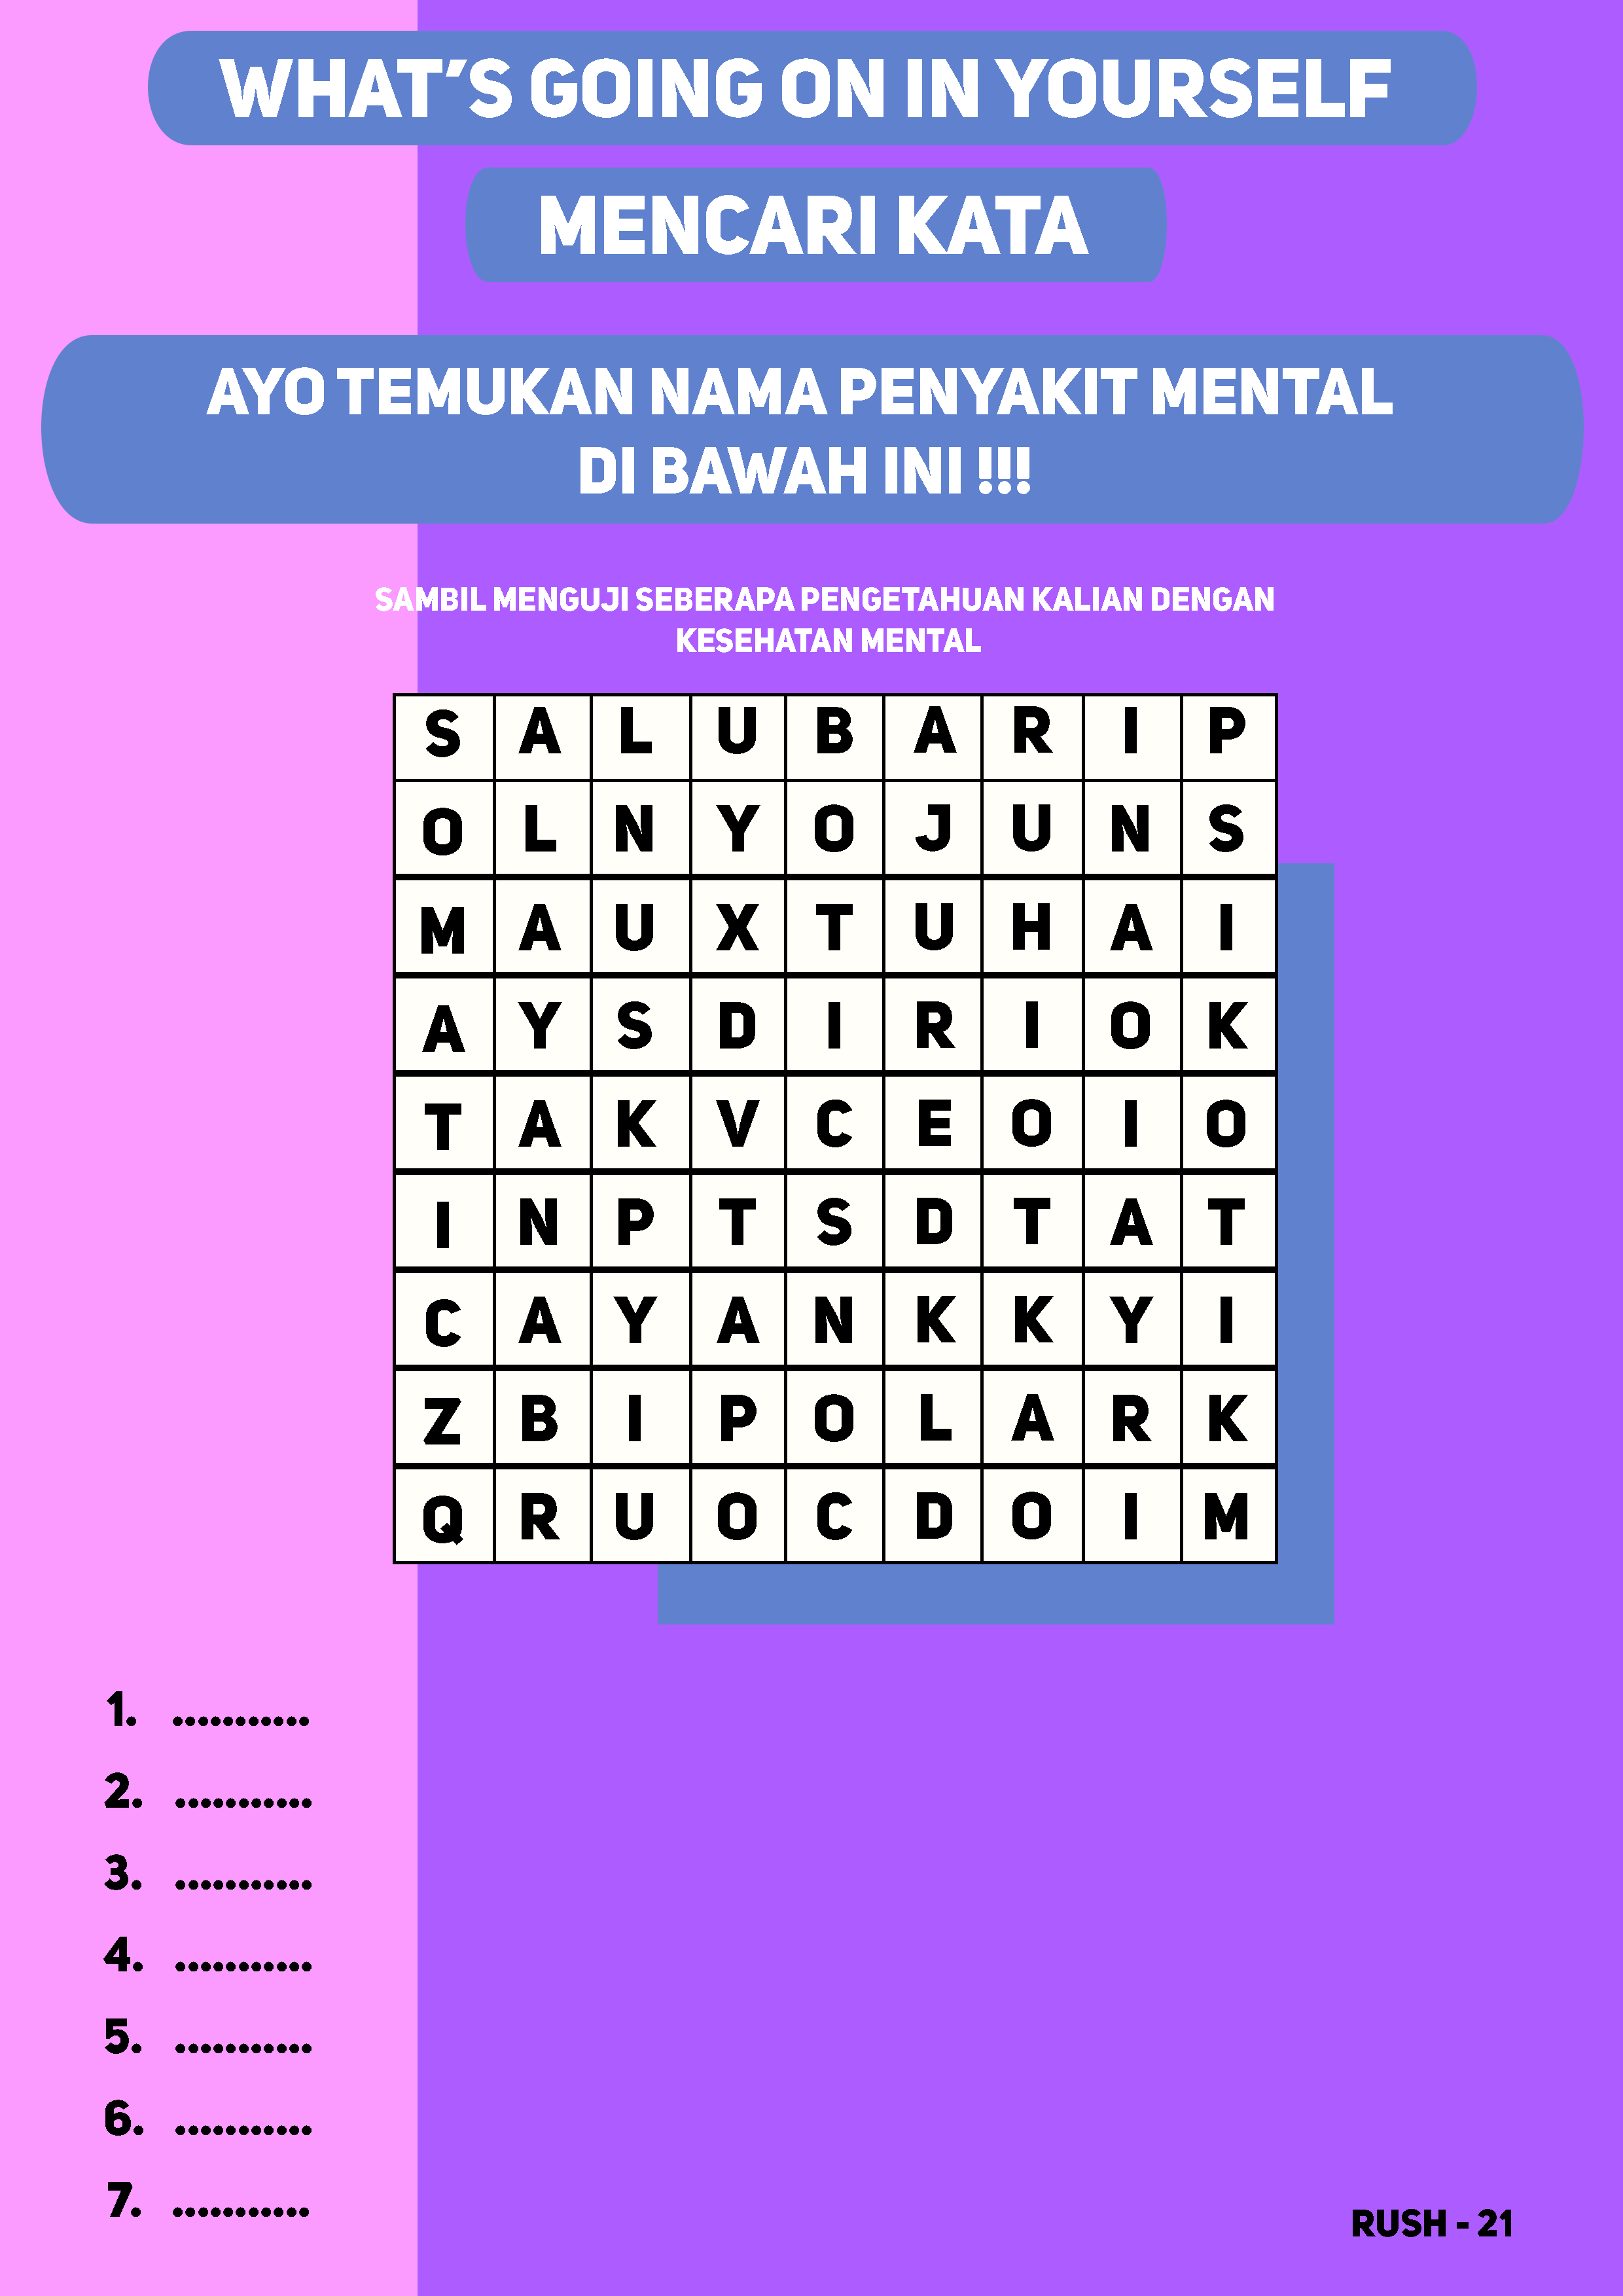 WHAT'S GOING ON IN YOURSELF
MENCARI KATA
AYO TEMUKAN NAMA PENYAKIT MENTAL
DI BAWAH INI !!!
SAMBIL MENGUJI SEBERAPA PENGETAHUAN KALIAN DENGAN
KESEHATAN MENTAL
S A L U B A R I P
O L N Y O J U N S
M A U X T U H A I
A Y S D I R I O K
T A K V C E O I O
I N P T S D T A T
C A Y A N K K Y I
Z B I P O L A R K
Q R U O C D O I M
1. ...........
2. ...........
3. ...........
4. ...........
5. ...........
6. ...........
7. ...........
RUSH - 21